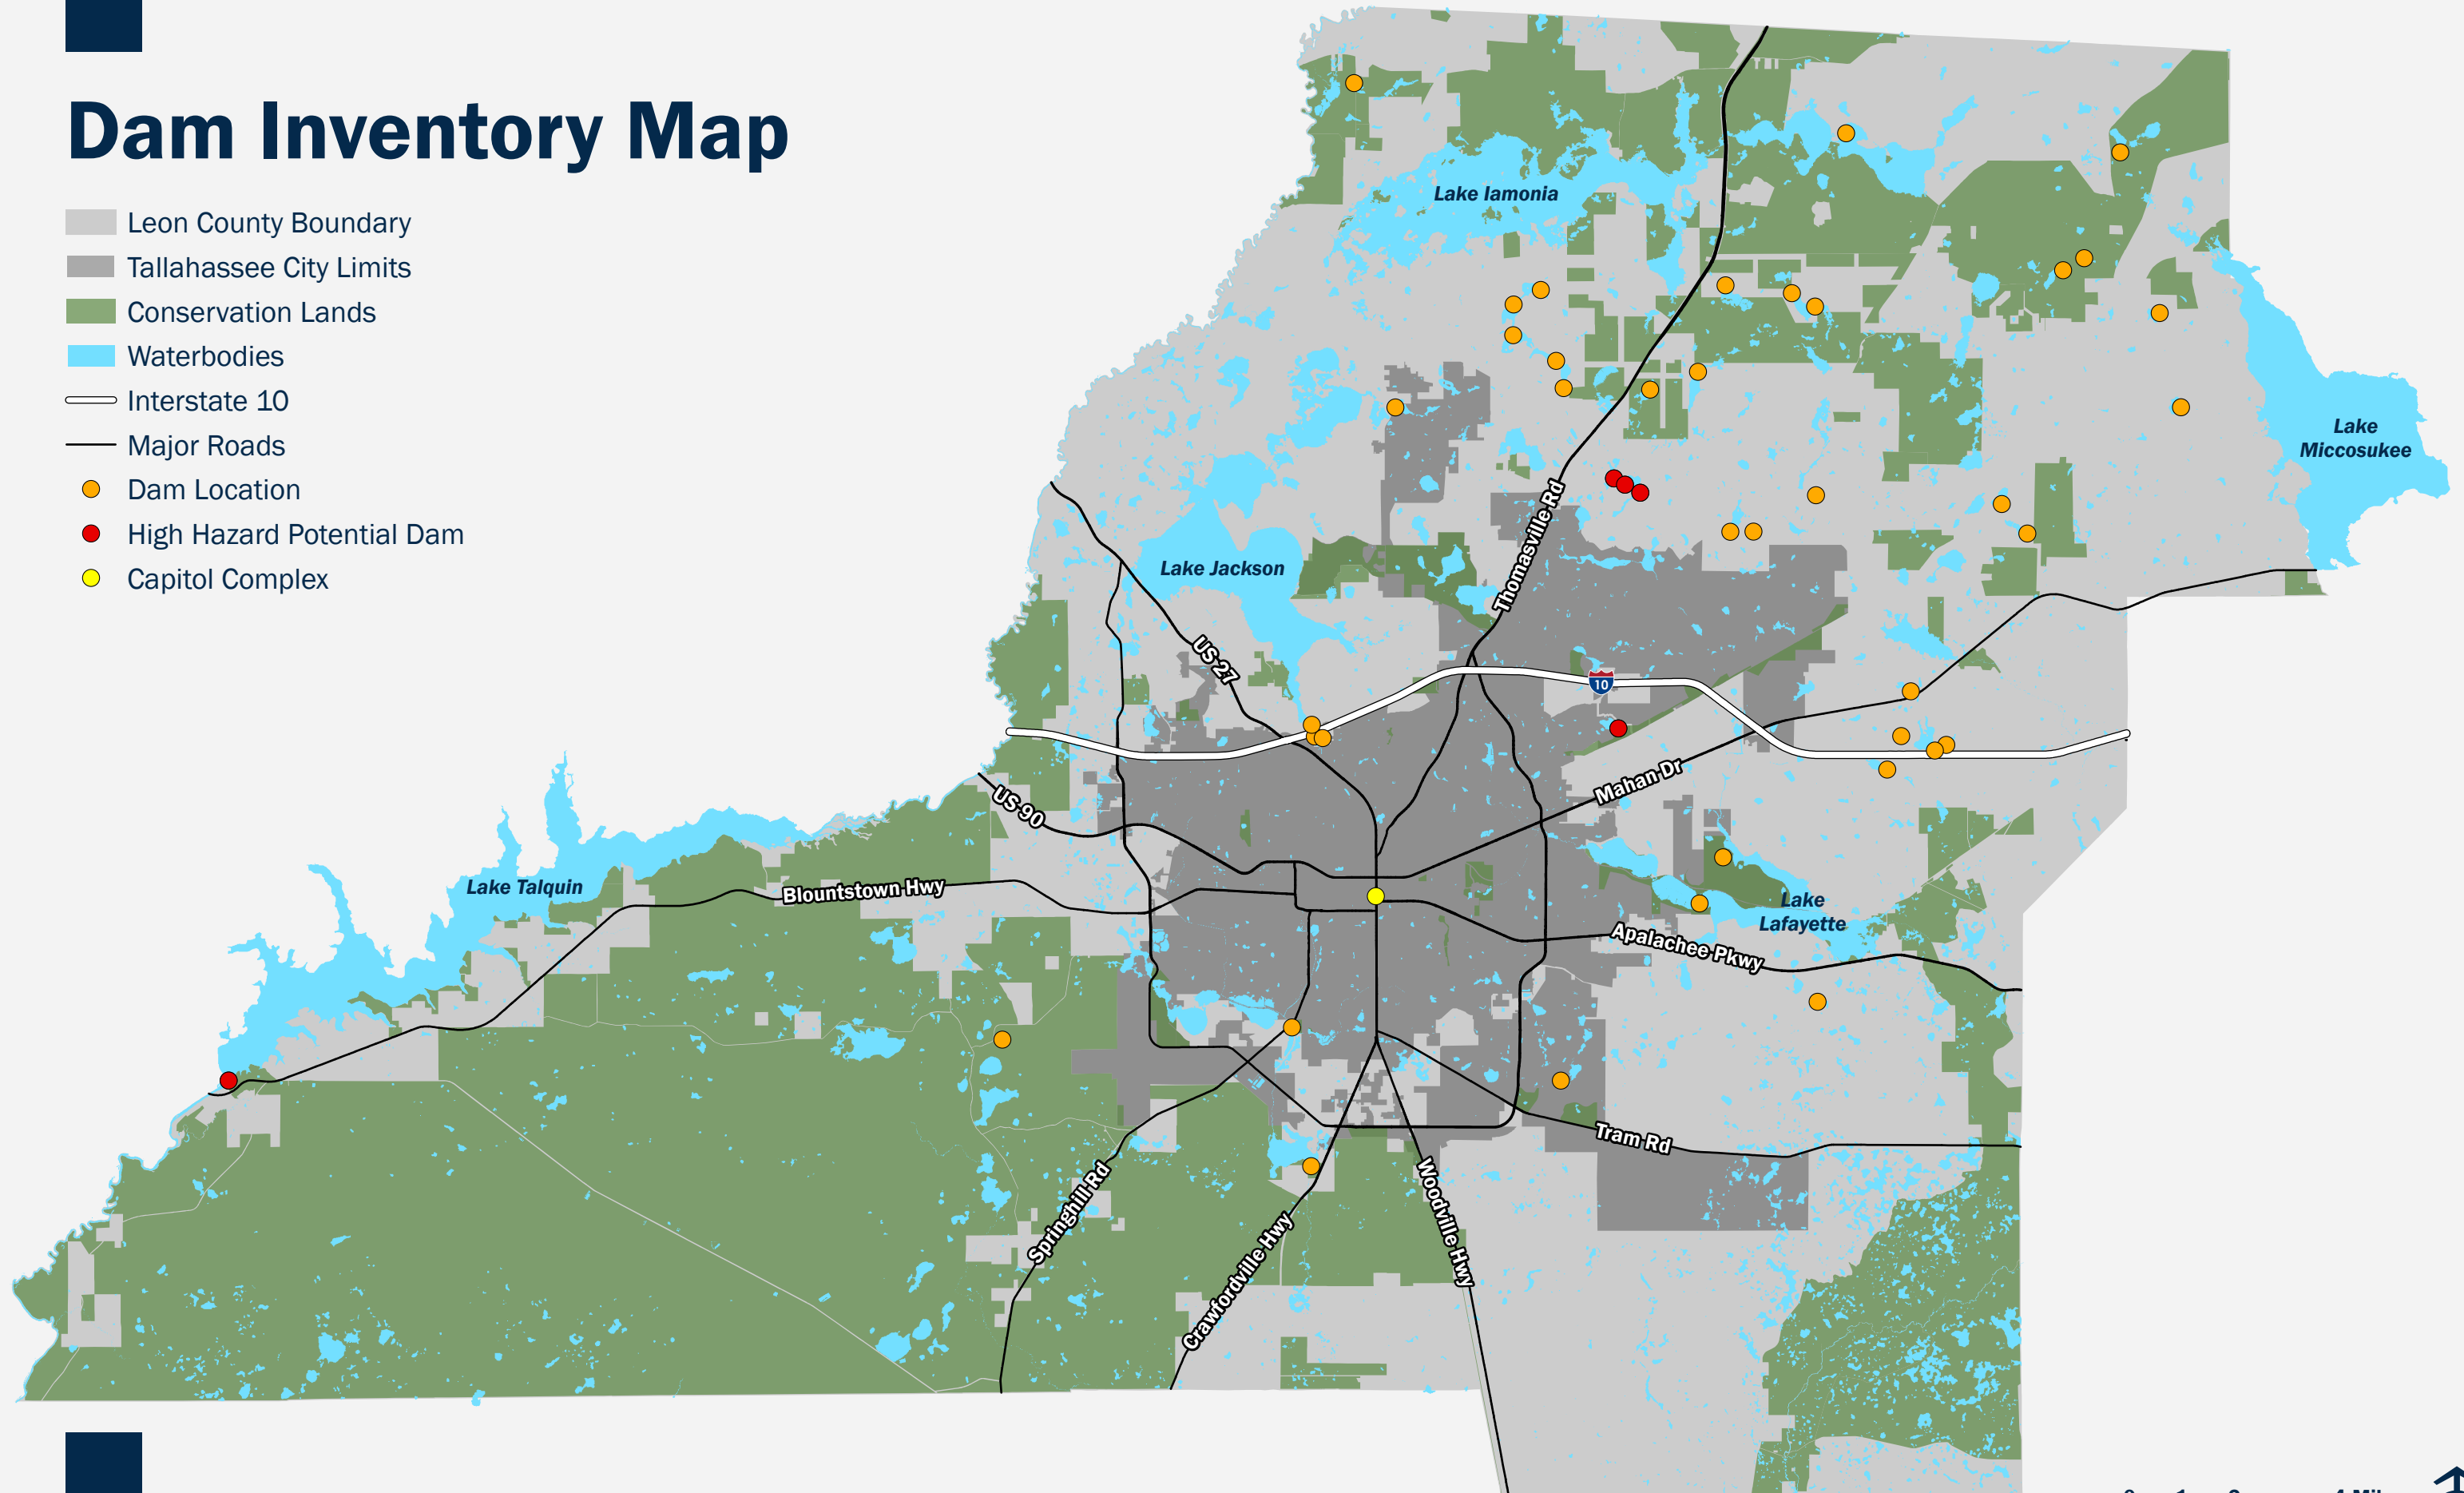 Dam Inventory Map
Leon County Boundary
Tallahassee City Limits
Conservation Lands
Waterbodies
Interstate 10
Major Roads
Dam Location
High Hazard Potential Dam
Capitol Complex
Lake Iamonia
Lake
Miccosukee
Lake Jackson
Thomasville Rd
US 27
10
Mahan Dr
US 90
Lake Talquin
Blountstown Hwy
Lake
Lafayette
Apalachee Pkwy
Tram Rd
Springhill Rd
Woodville Hwy
Crawfordville Hwy